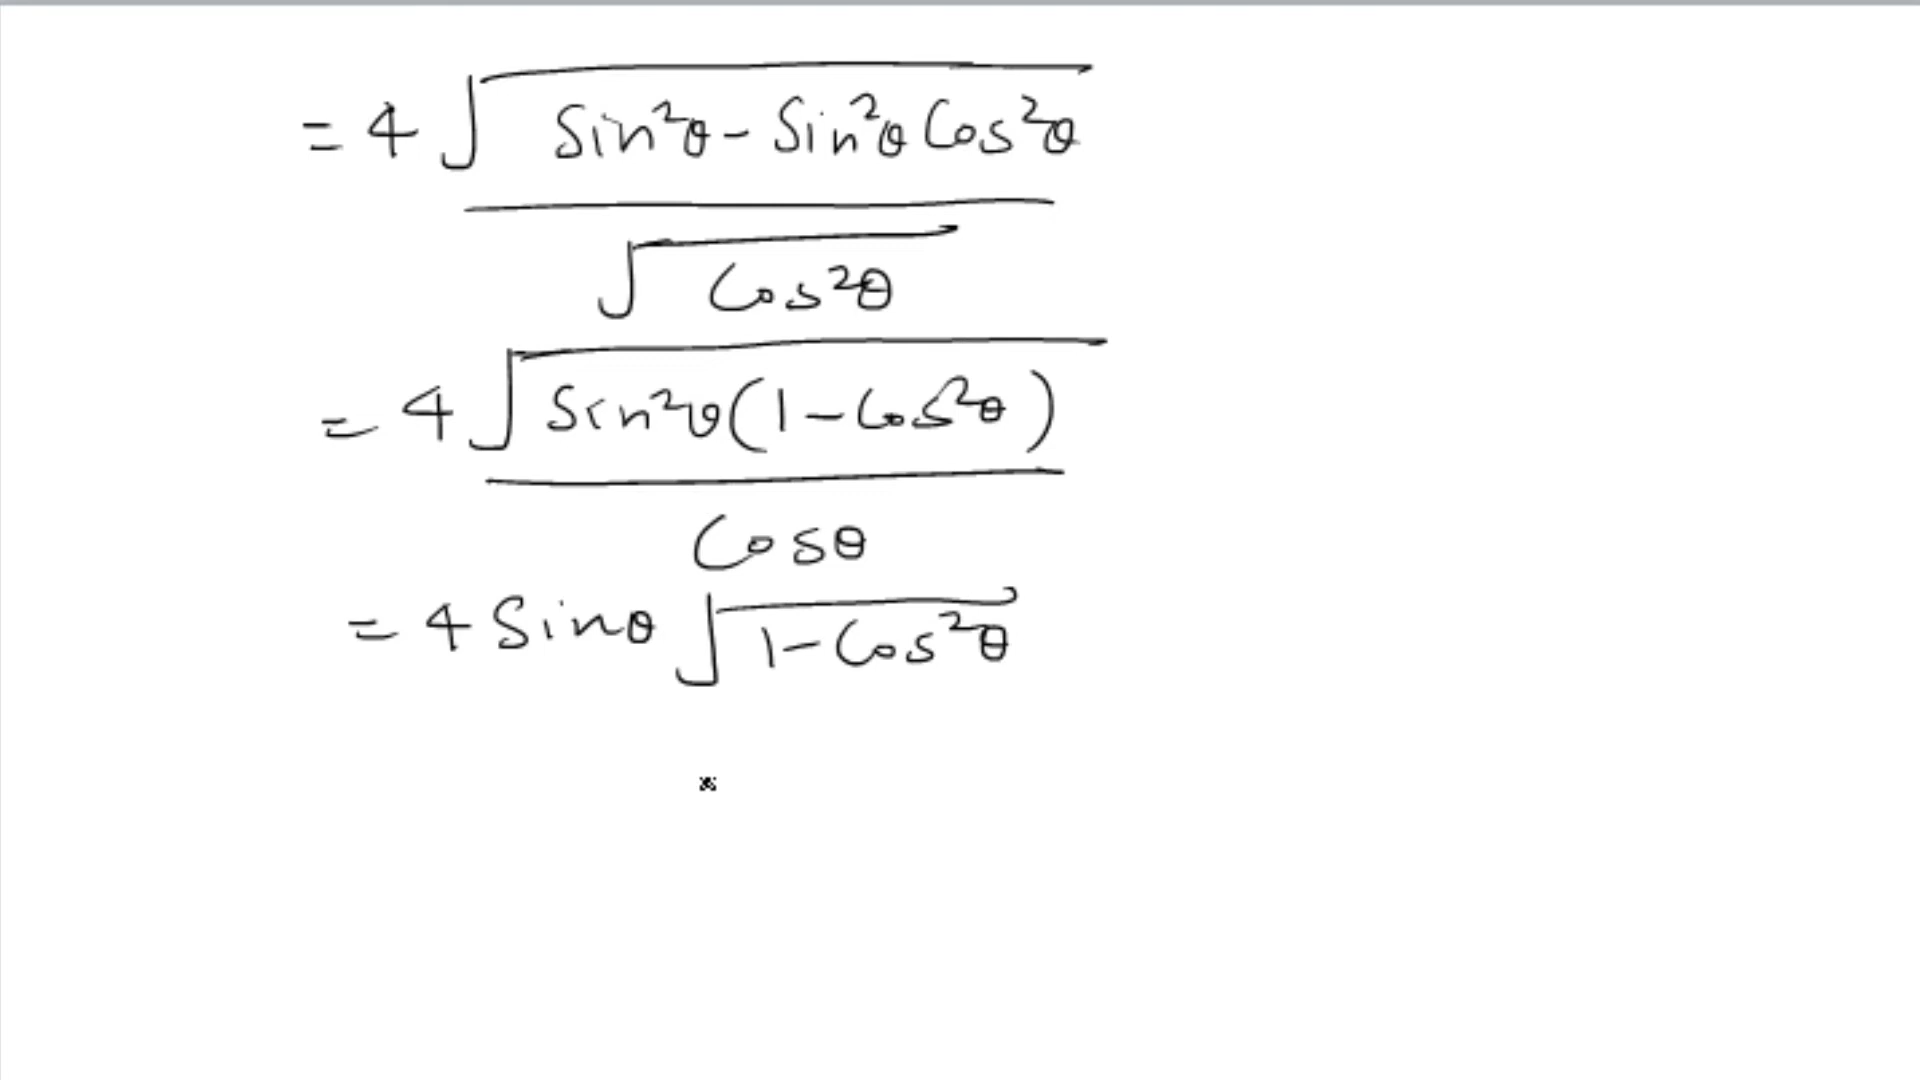 = 4 √(Sin²θ - Sin²θ Cos²θ)
√(Cos²θ)
= 4 √(Sin²θ(1 - Cos²θ))
Cosθ
= 4 Sinθ √(1 - Cos²θ)